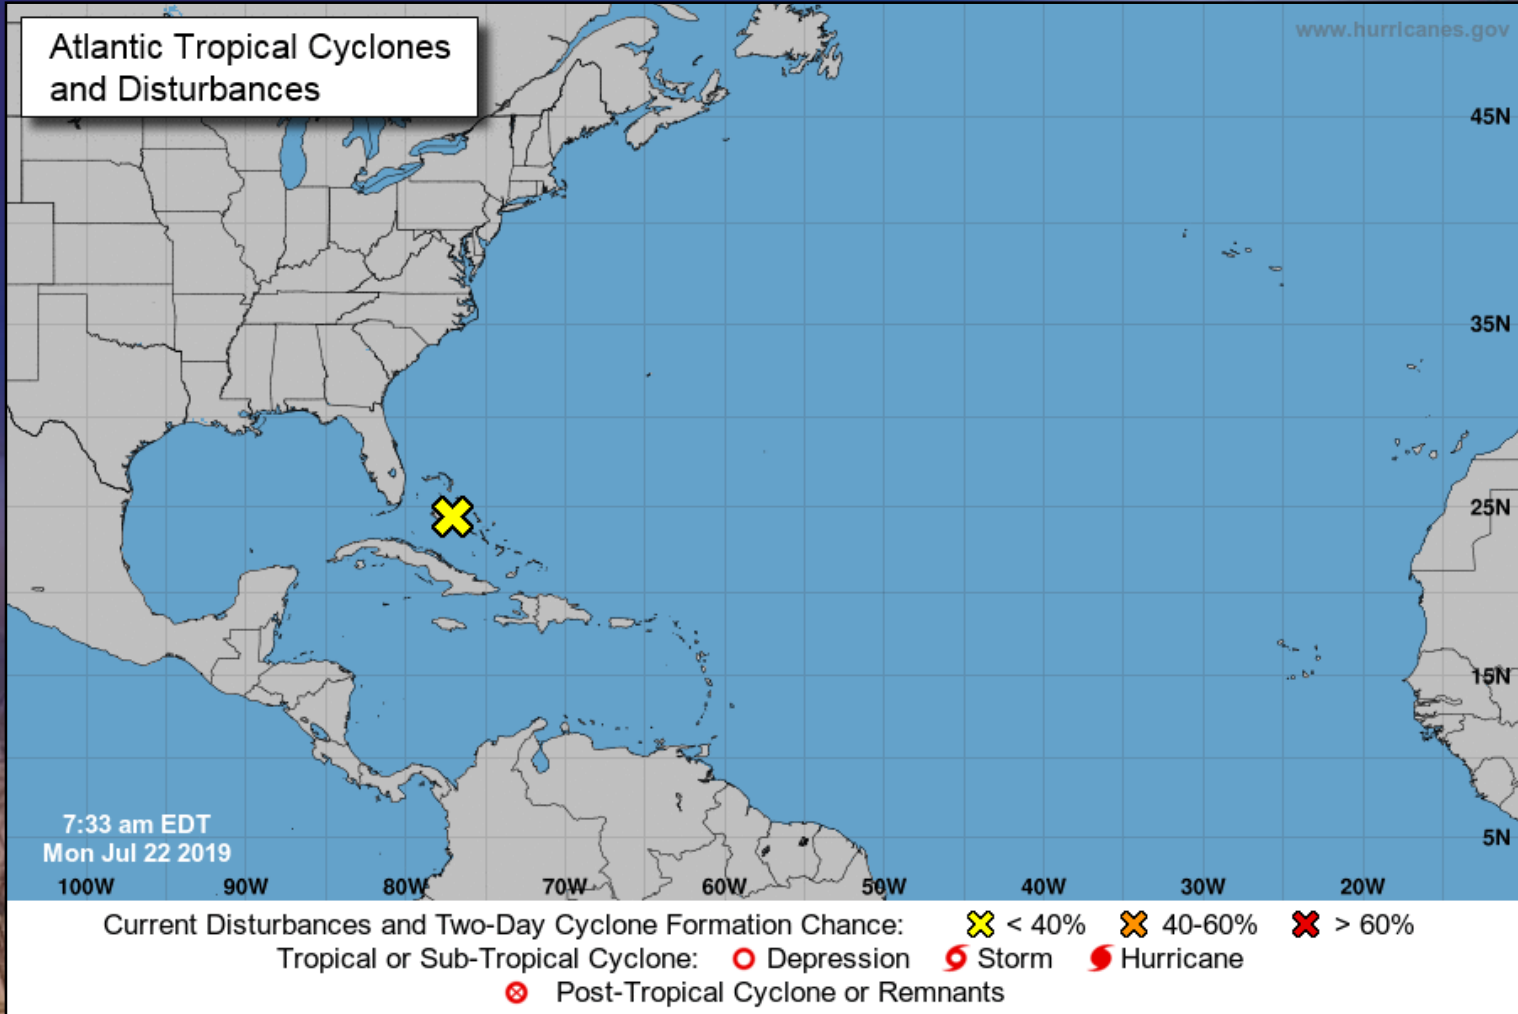 Atlantic Tropical Cyclones
and Disturbances
www.hurricanes.gov
45N
35N
25N
15N
5N
7:33 am EDT
Mon Jul 22 2019
100W 90W 80W 70W 60W 50W 40W 30W 20W
Current Disturbances and Two-Day Cyclone Formation Chance: < 40% 40-60% > 60%
Tropical or Sub-Tropical Cyclone: Depression Storm Hurricane
Post-Tropical Cyclone or Remnants